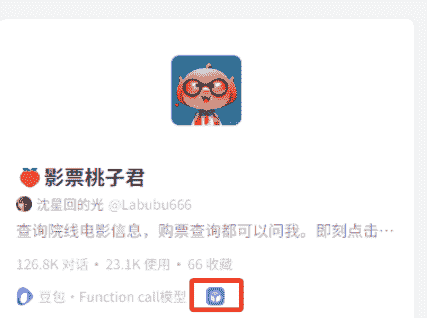 影票桃子君
沈星回的光 @Labubu666
查询院线电影信息，购票查询都可以问我。即刻点击…
126.8K 对话 • 23.1K 使用 • 66 收藏
豆包 • Function call模型